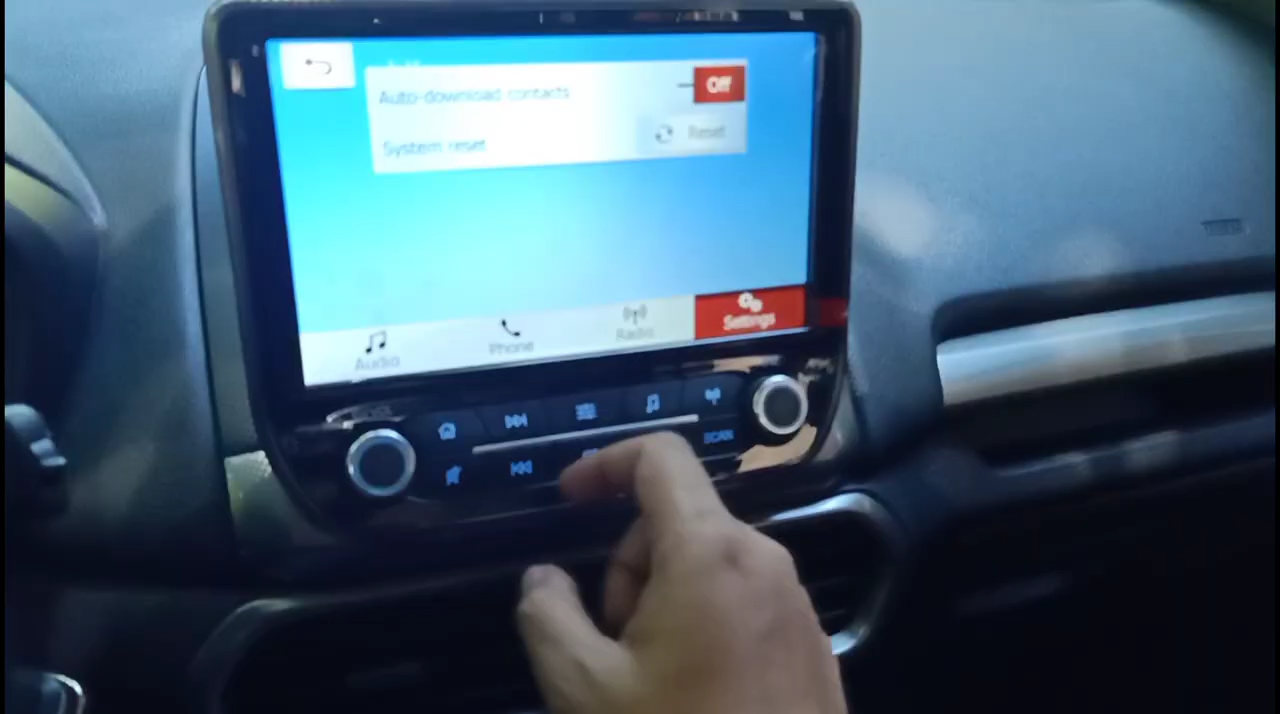 Auto-download contacts
Off
System reset
Reset
Audio
Phone
Radio
Settings
SCAN